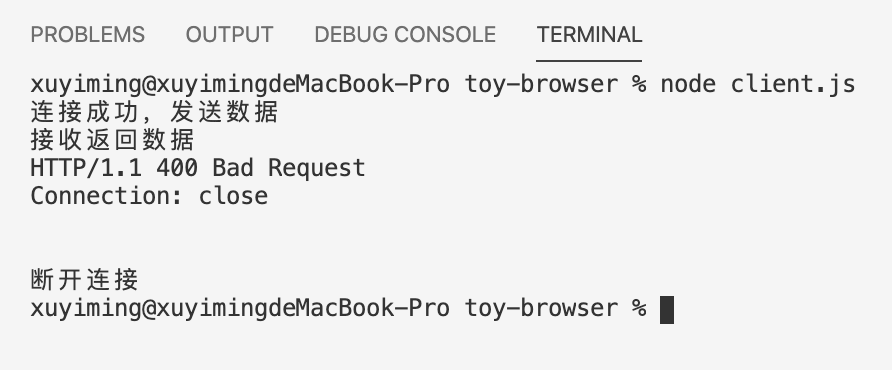 PROBLEMS OUTPUT DEBUG CONSOLE TERMINAL
xuyiming@xuyimingdeMacBook-Pro toy-browser % node client.js
连接成功，发送数据
接收返回数据
HTTP/1.1 400 Bad Request
Connection: close
断开连接
xuyiming@xuyimingdeMacBook-Pro toy-browser %